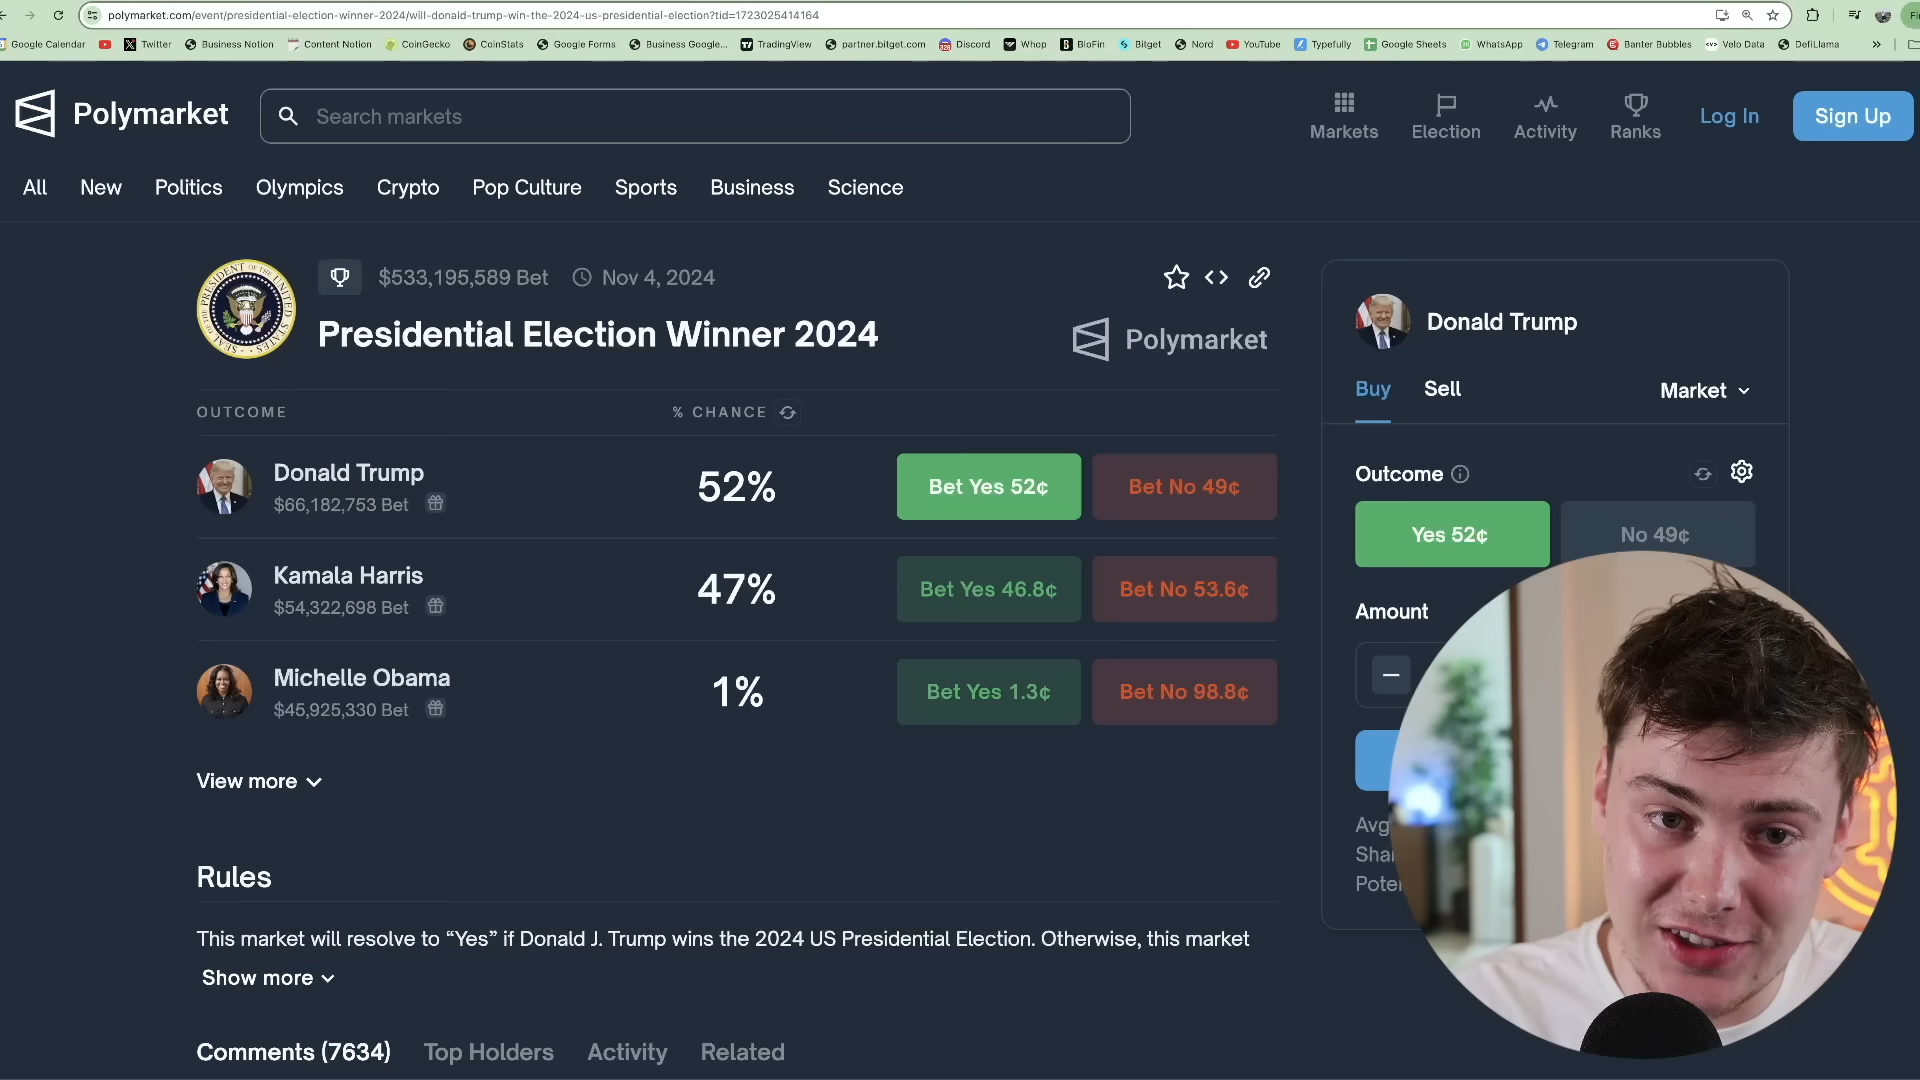 polymarket.com/event/presidential-election-winner-2024/will-donald-trump-win-the-2024-us-presidential-election?tid=1723025414164
Google Calendar Twitter Business Notion Content Notion CoinGecko CoinStats Google Forms Business Google... TradingView partner.bitget.com Discord Whop BloFin Bitget Nord YouTube Typefully Google Sheets WhatsApp Telegram Banter Bubbles Velo Data DefiLlama »
Polymarket
Search markets
Markets Election Activity Ranks
Log In
Sign Up
All New Politics Olympics Crypto Pop Culture Sports Business Science
$533,195,589 Bet Nov 4, 2024
Presidential Election Winner 2024
Polymarket
OUTCOME % CHANCE
Donald Trump
$66,182,753 Bet
52%
Bet Yes 52¢ Bet No 49¢
Kamala Harris
$54,322,698 Bet
47%
Bet Yes 46.8¢ Bet No 53.6¢
Michelle Obama
$45,925,330 Bet
1%
Bet Yes 1.3¢ Bet No 98.8¢
View more
Rules
This market will resolve to “Yes” if Donald J. Trump wins the 2024 US Presidential Election. Otherwise, this market
Show more
Comments (7634) Top Holders Activity Related
Donald Trump
Buy Sell Market
Outcome
Yes 52¢ No 49¢
Amount
Avg